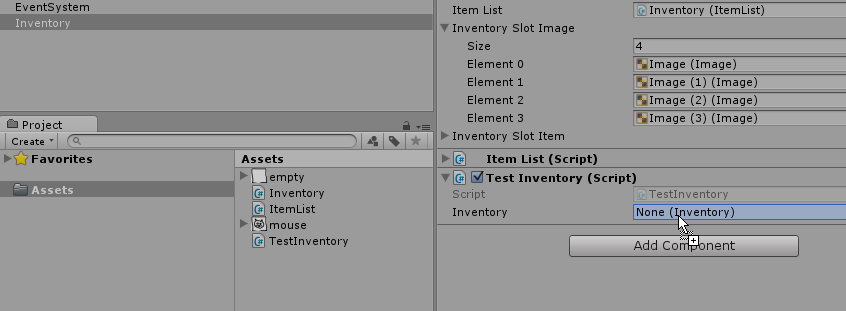 EventSystem
Inventory
Project
Create
Favorites
Assets
Assets
empty
Inventory
ItemList
mouse
TestInventory
Item List
Inventory (ItemList)
Inventory Slot Image
Size
4
Element 0
Image (Image)
Element 1
Image (1) (Image)
Element 2
Image (2) (Image)
Element 3
Image (3) (Image)
Inventory Slot Item
Item List (Script)
Test Inventory (Script)
Script
TestInventory
Inventory
None (Inventory)
Add Component